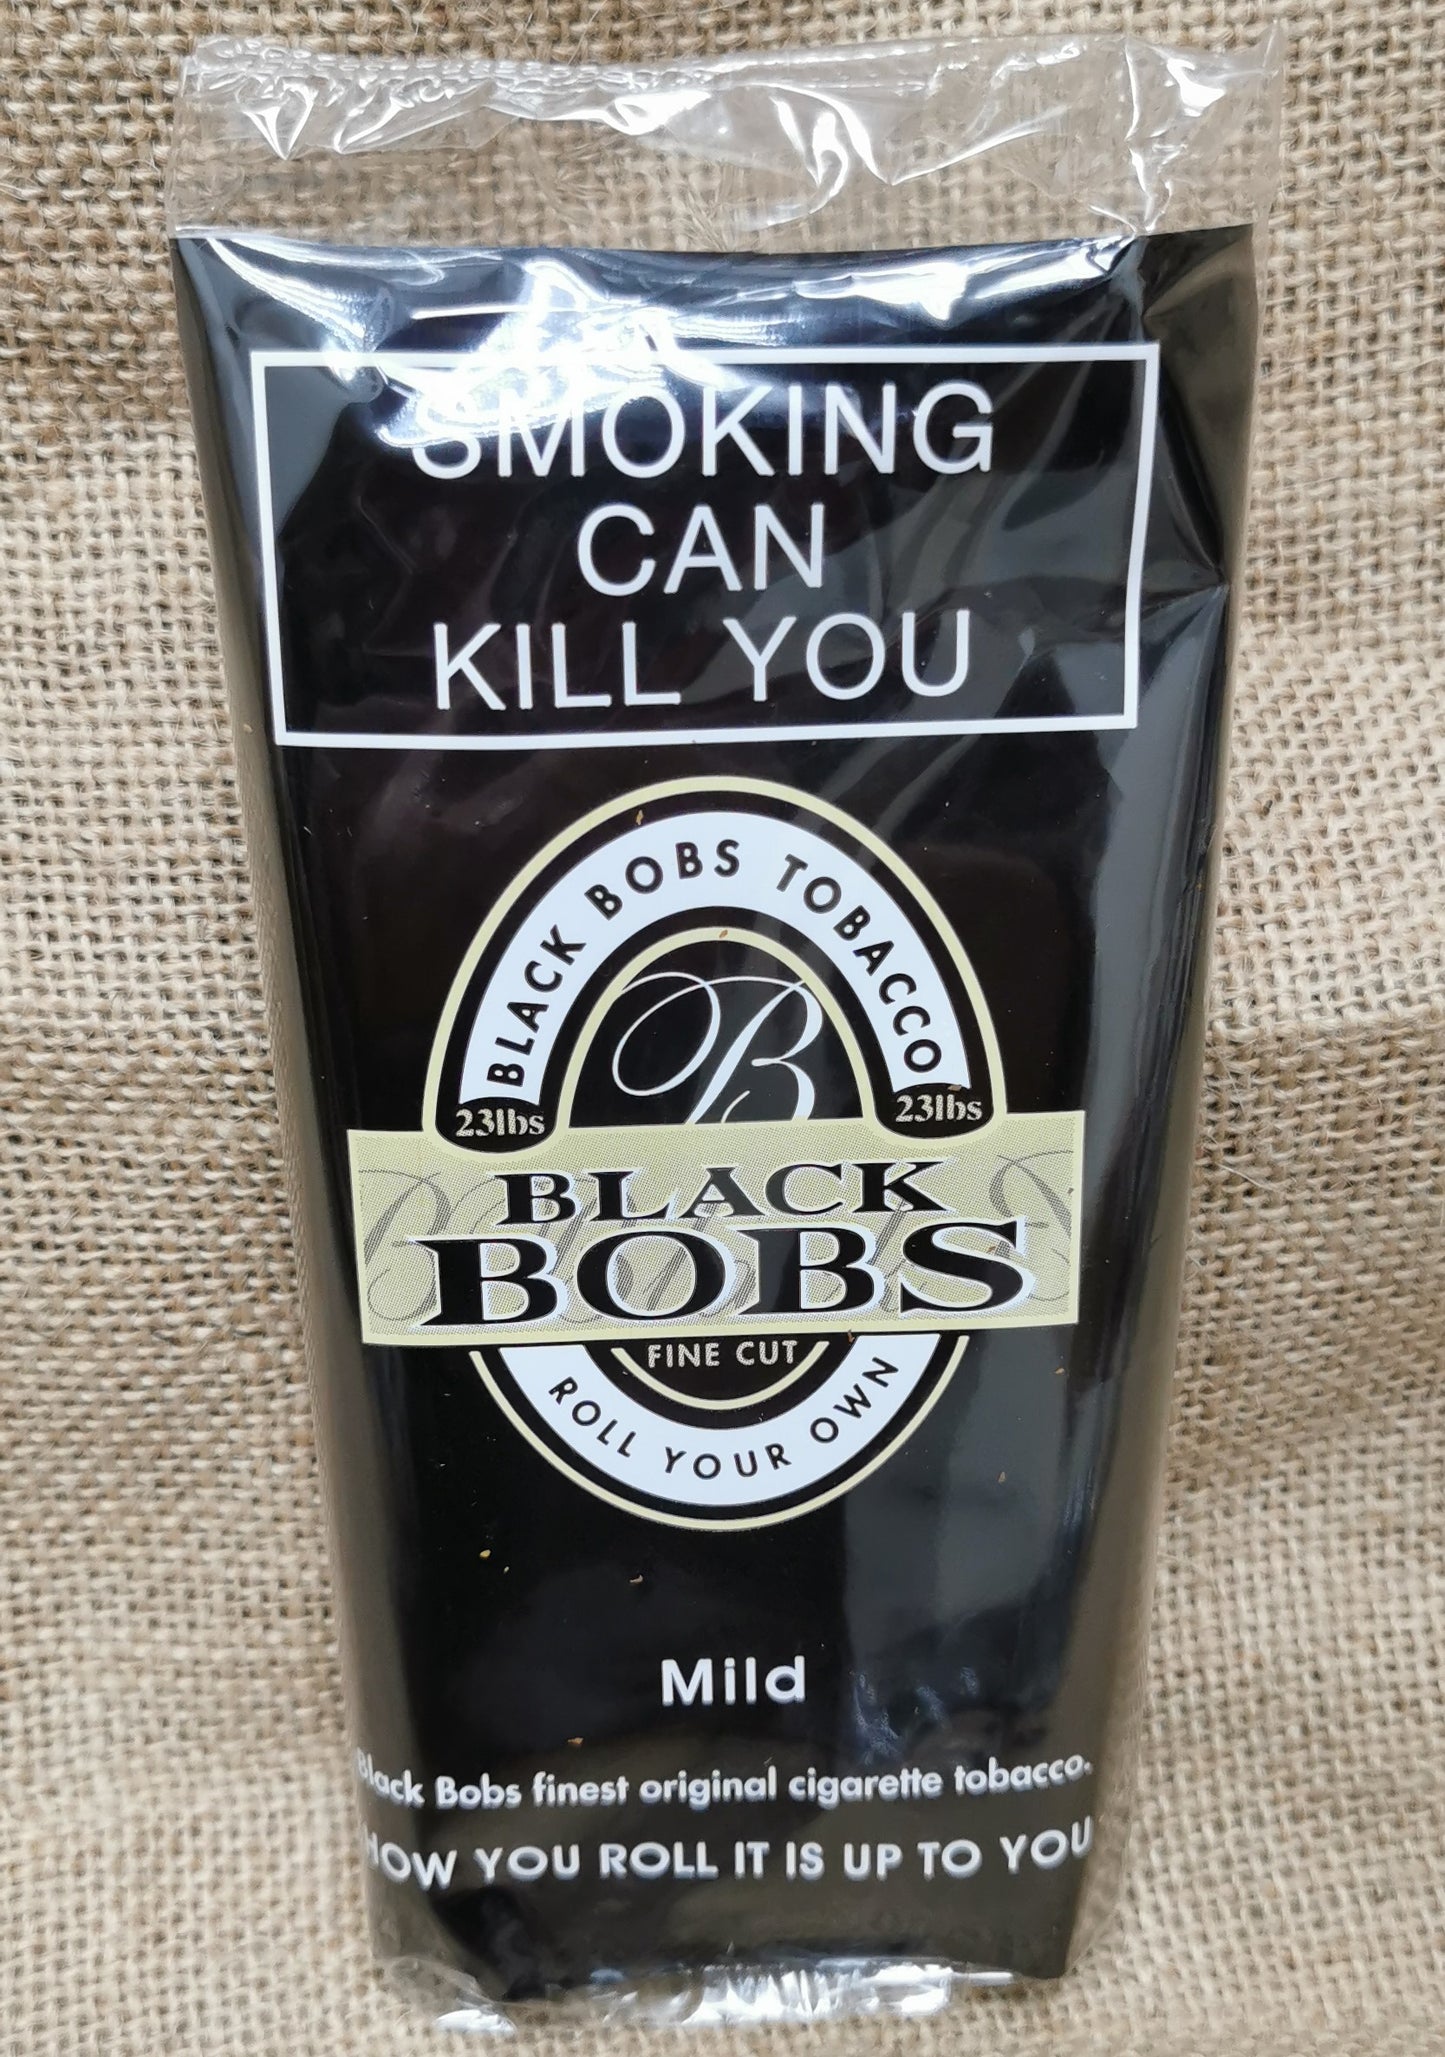 SMOKING
CAN
KILL YOU
BLACK BOBS TOBACCO
B
23lbs 23lbs
BLACK
BOBS
FINE CUT
ROLL YOUR OWN
Mild
Black Bobs finest original cigarette tobacco.
HOW YOU ROLL IT IS UP TO YOU